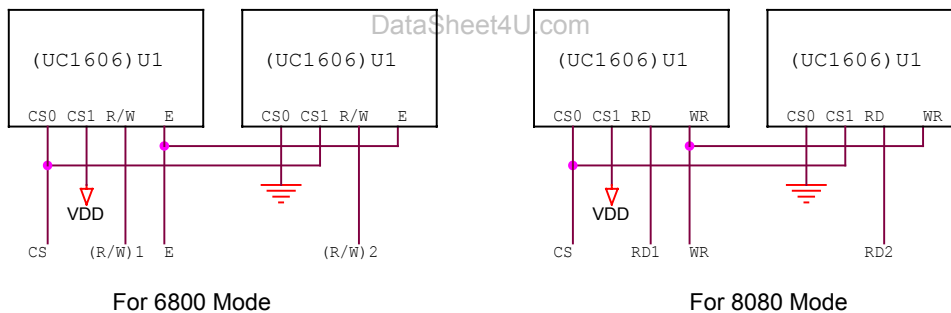 DataSheet4U.com
(UC1606)U1
CS0 CS1 R/W E
VDD
CS (R/W)1 E
(UC1606)U1
CS0 CS1 R/W E
(R/W)2
For 6800 Mode
(UC1606)U1
CS0 CS1 RD WR
VDD
CS RD1 WR
(UC1606)U1
CS0 CS1 RD WR
RD2
For 8080 Mode